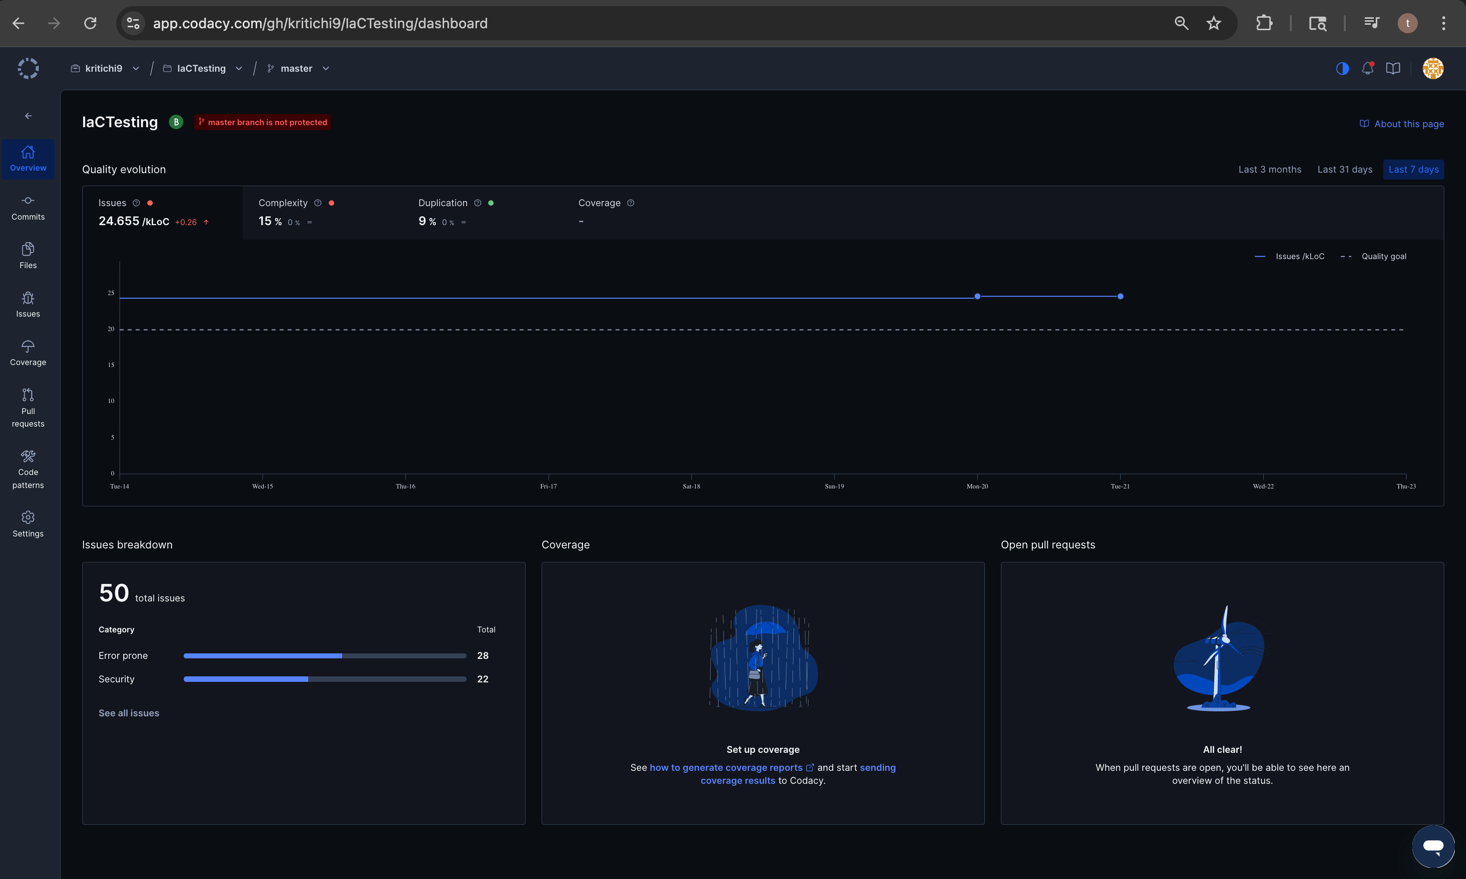 app.codacy.com/gh/kritichi9/IaCTesting/dashboard
t
kritichi9 / IaCTesting / master
IaCTesting B master branch is not protected
About this page
Overview
Commits
Files
Issues
Coverage
Pull
requests
Code
patterns
Settings
Quality evolution
Last 3 months Last 31 days Last 7 days
Issues Complexity Duplication Coverage
24.655 /kLoC +0.26 ↑ 15 % 0 % = 9 % 0 % = -
Issues /kLoC Quality goal
25
20
15
10
5
0
Tue-14 Wed-15 Thu-16 Fri-17 Sat-18 Sun-19 Mon-20 Tue-21 Wed-22 Thu-23
Issues breakdown
50 total issues
Category Total
Error prone 28
Security 22
See all issues
Coverage
Set up coverage
See how to generate coverage reports and start sending
coverage results to Codacy.
Open pull requests
All clear!
When pull requests are open, you'll be able to see here an
overview of the status.